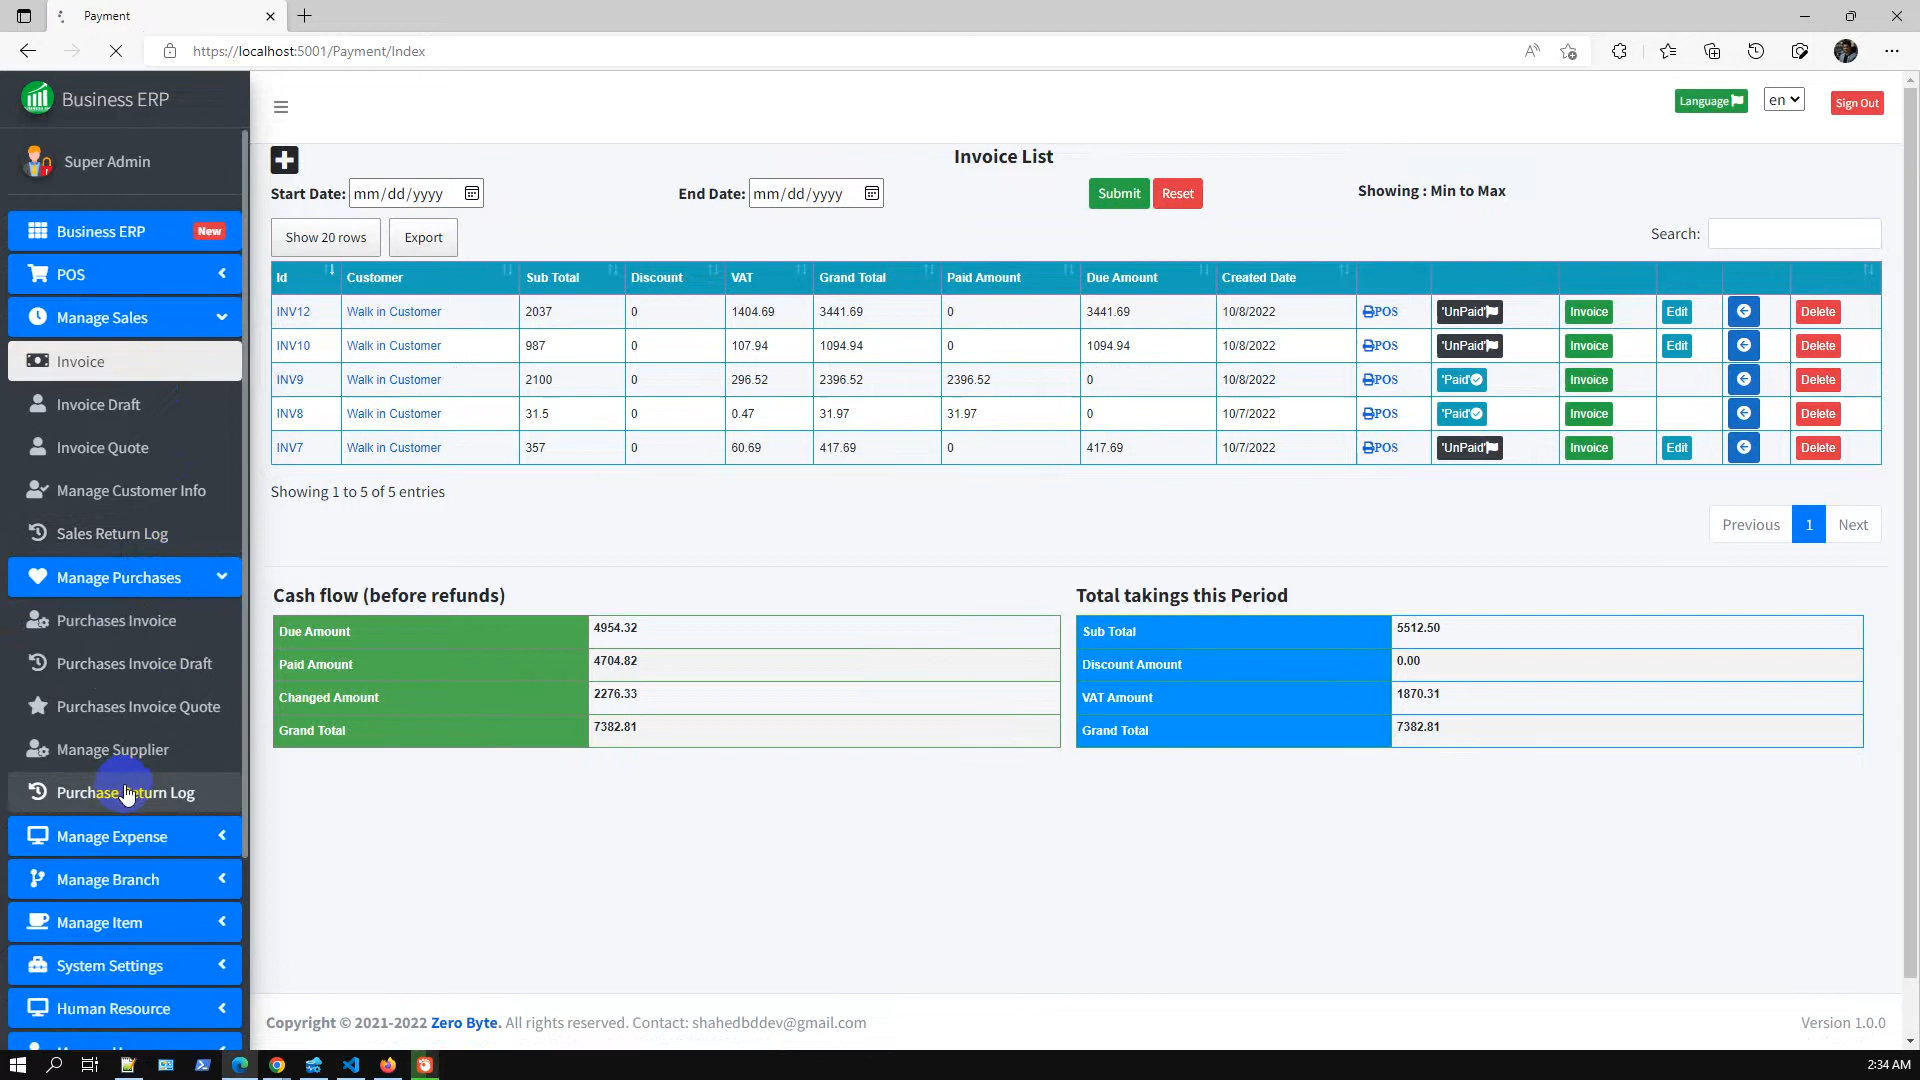 Payment
https://localhost:5001/Payment/Index
Business ERP
Language
en
Sign Out
Super Admin
Business ERP New
POS
Manage Sales
Invoice
Invoice Draft
Invoice Quote
Manage Customer Info
Sales Return Log
Manage Purchases
Purchases Invoice
Purchases Invoice Draft
Purchases Invoice Quote
Manage Supplier
Purchase Return Log
Manage Expense
Manage Branch
Manage Item
System Settings
Human Resource
Invoice List
Start Date: mm/dd/yyyy End Date: mm/dd/yyyy Submit Reset Showing : Min to Max
Show 20 rows Export Search:
Id Customer Sub Total Discount VAT Grand Total Paid Amount Due Amount Created Date
INV12 Walk in Customer 2037 0 1404.69 3441.69 0 3441.69 10/8/2022 POS 'UnPaid' Invoice Edit Delete
INV10 Walk in Customer 987 0 107.94 1094.94 0 1094.94 10/8/2022 POS 'UnPaid' Invoice Edit Delete
INV9 Walk in Customer 2100 0 296.52 2396.52 2396.52 0 10/8/2022 POS 'Paid' Invoice Delete
INV8 Walk in Customer 31.5 0 0.47 31.97 31.97 0 10/7/2022 POS 'Paid' Invoice Delete
INV7 Walk in Customer 357 0 60.69 417.69 0 417.69 10/7/2022 POS 'UnPaid' Invoice Edit Delete
Showing 1 to 5 of 5 entries
Previous 1 Next
Cash flow (before refunds)
Due Amount 4954.32
Paid Amount 4704.82
Changed Amount 2276.33
Grand Total 7382.81
Total takings this Period
Sub Total 5512.50
Discount Amount 0.00
VAT Amount 1870.31
Grand Total 7382.81
Copyright © 2021-2022 Zero Byte. All rights reserved. Contact: shahedbddev@gmail.com
Version 1.0.0
2:34 AM